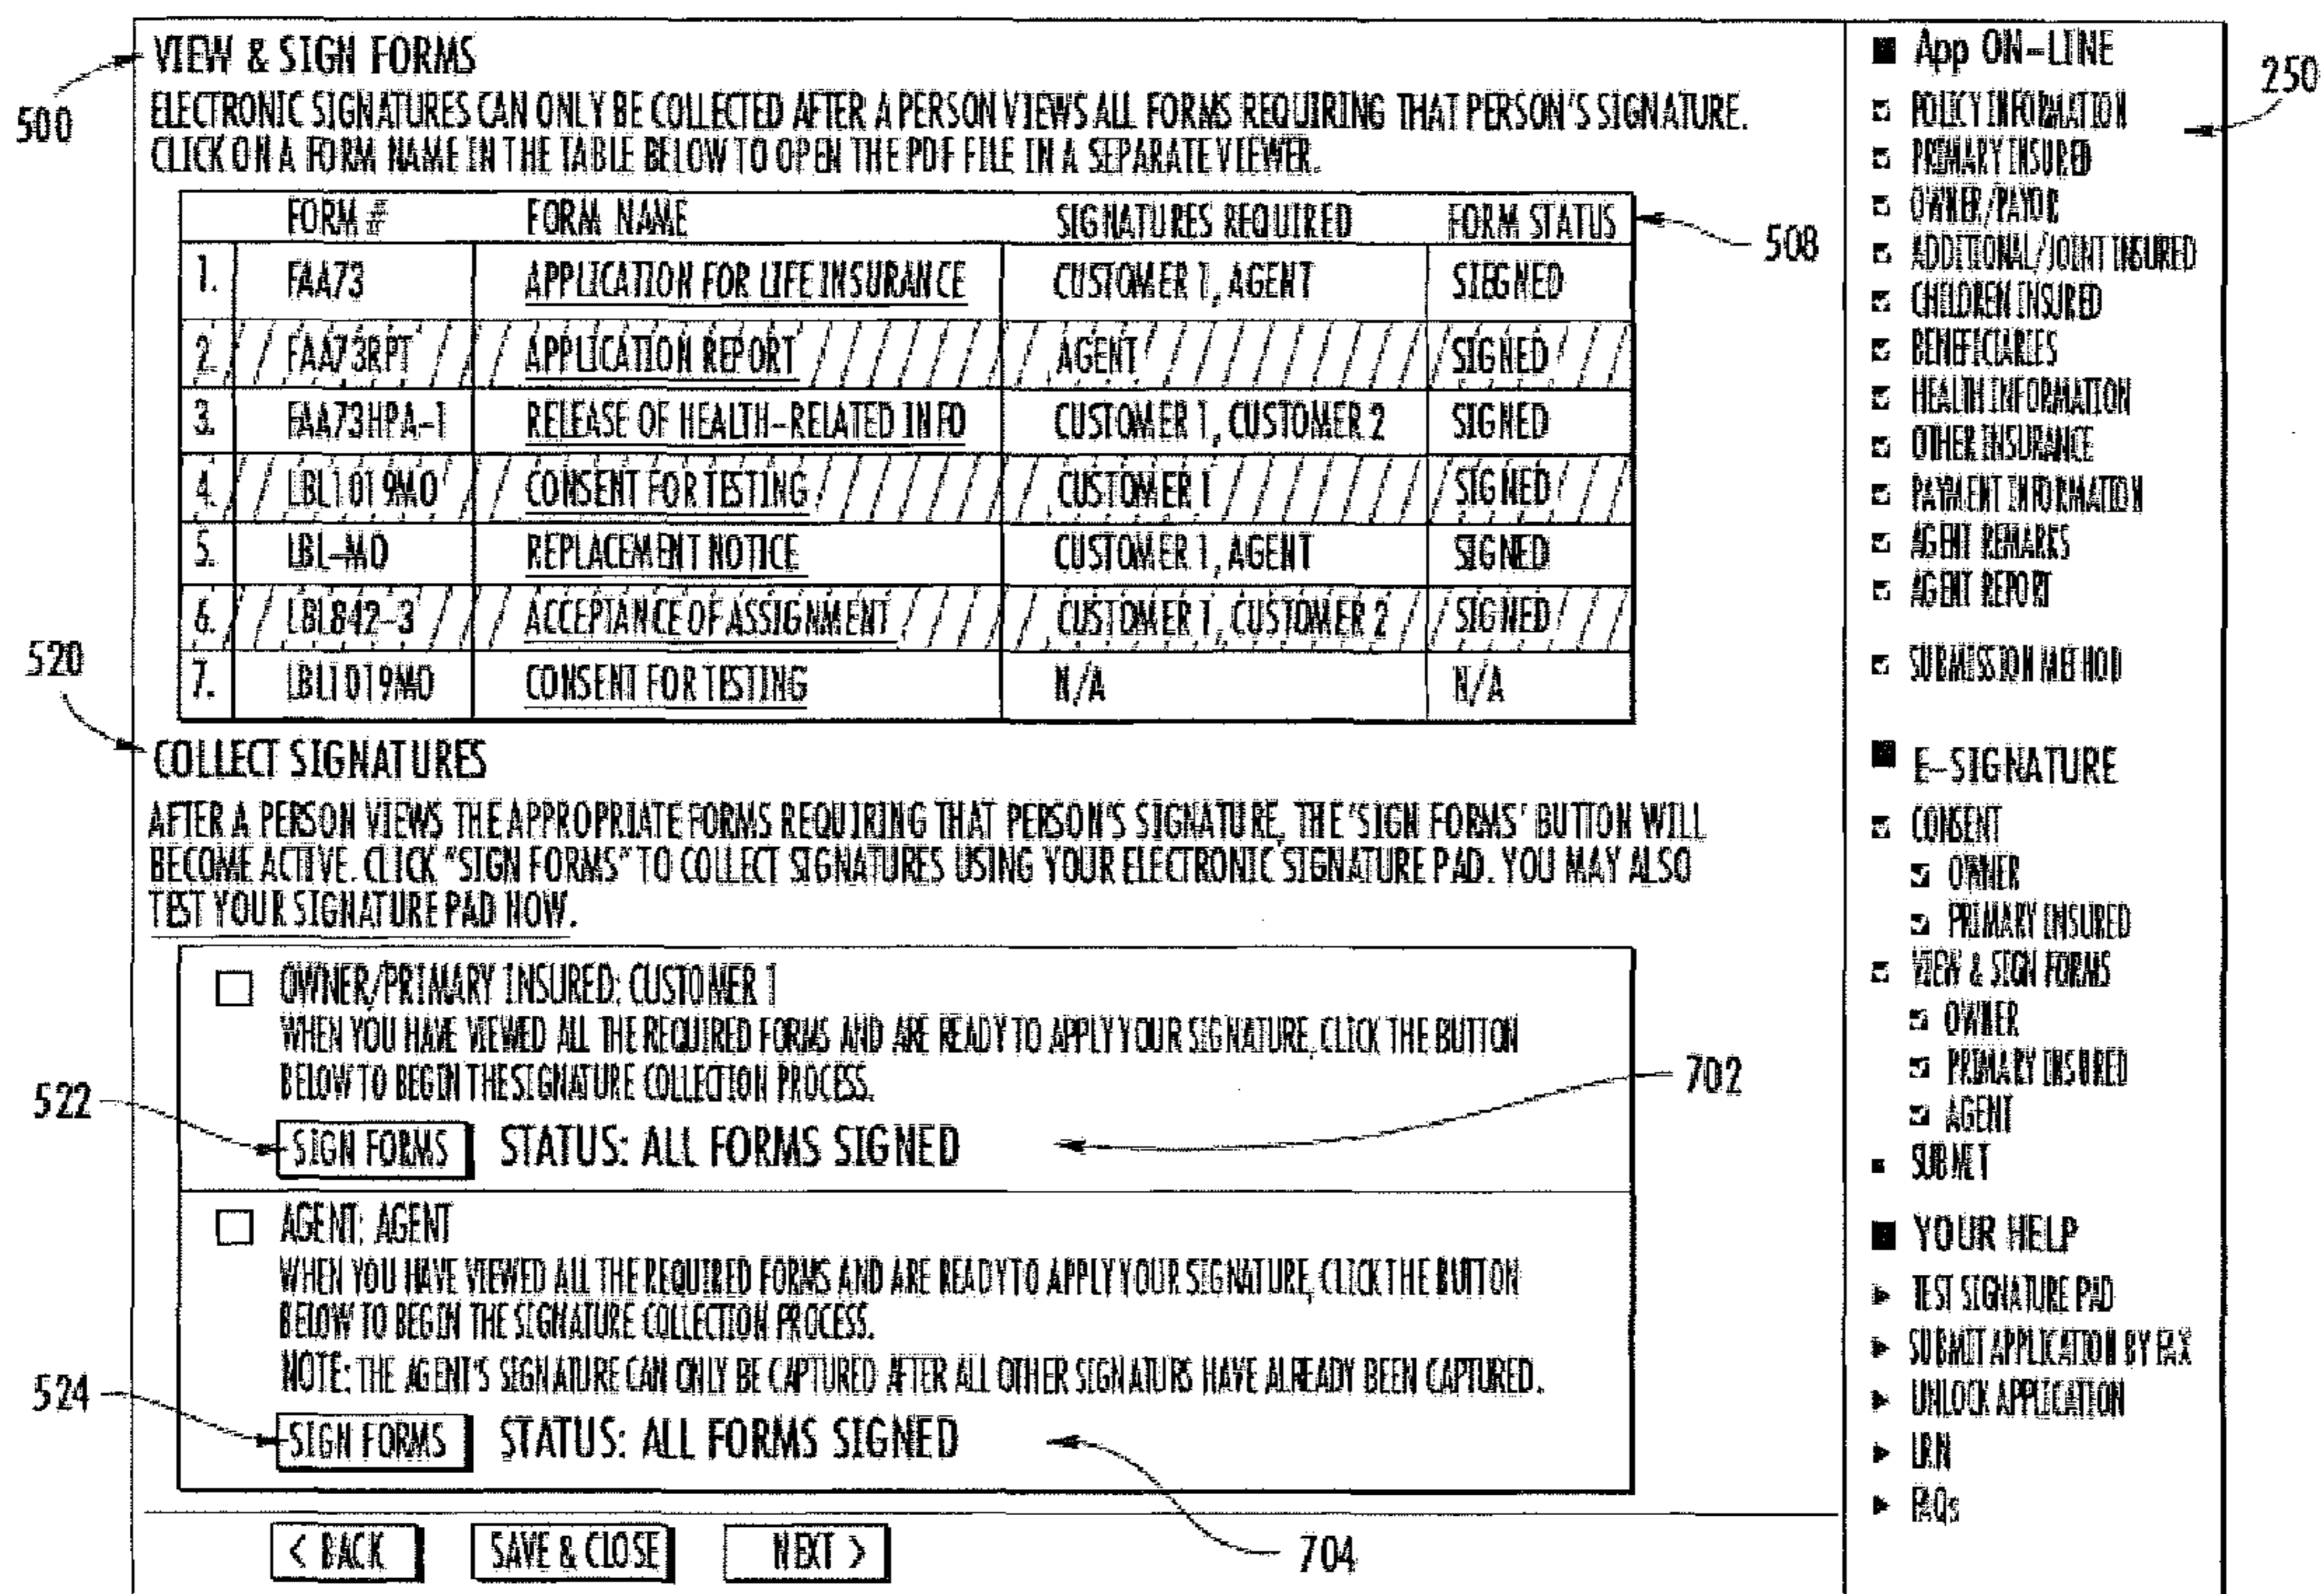 VIEW & SIGN FORMS
500
ELECTRONIC SIGNATURES CAN ONLY BE COLLECTED AFTER A PERSON VIEWS ALL FORMS REQUIRING THAT PERSON'S SIGNATURE.
CLICK ON A FORM NAME IN THE TABLE BELOW TO OPEN THE PDF FILE IN A SEPARATE VIEWER.
FORM # FORM NAME SIGNATURES REQUIRED FORM STATUS
508
1. FAA73 APPLICATION FOR LIFE INSURANCE CUSTOMER 1, AGENT SIEGNED
2. FAA73RPT APPLICATION REPORT AGENT SIGNED
3. FAA73HPA-1 RELEASE OF HEALTH-RELATED INFO CUSTOMER 1, CUSTOMER 2 SIGNED
4. LBL1019MO CONSENT FOR TESTING CUSTOMER 1 SIGNED
5. LBL-MO REPLACEMENT NOTICE CUSTOMER 1, AGENT SIGNED
6. LBL842-3 ACCEPTANCE OF ASSIGNMENT CUSTOMER 1, CUSTOMER 2 SIGNED
7. LBL1019MO CONSENT FOR TESTING N/A N/A
520
COLLECT SIGNATURES
AFTER A PERSON VIEWS THE APPROPRIATE FORMS REQUIRING THAT PERSON'S SIGNATURE, THE 'SIGN FORMS' BUTTON WILL
BECOME ACTIVE. CLICK "SIGN FORMS" TO COLLECT SIGNATURES USING YOUR ELECTRONIC SIGNATURE PAD. YOU MAY ALSO
TEST YOUR SIGNATURE PAD NOW.
OWNER/PRIMARY INSURED: CUSTOMER 1
WHEN YOU HAVE VIEWED ALL THE REQUIRED FORMS AND ARE READY TO APPLY YOUR SIGNATURE, CLICK THE BUTTON
BELOW TO BEGIN THE SIGNATURE COLLECTION PROCESS.
702
522
SIGN FORMS STATUS: ALL FORMS SIGNED
AGENT: AGENT
WHEN YOU HAVE VIEWED ALL THE REQUIRED FORMS AND ARE READY TO APPLY YOUR SIGNATURE, CLICK THE BUTTON
BELOW TO BEGIN THE SIGNATURE COLLECTION PROCESS.
NOTE: THE AGENT'S SIGNATURE CAN ONLY BE CAPTURED AFTER ALL OTHER SIGNATURS HAVE ALREADY BEEN CAPTURED.
524
SIGN FORMS STATUS: ALL FORMS SIGNED
704
< BACK SAVE & CLOSE NEXT >
App ON-LINE
250
POLICY INFORMATION
PRIMARY INSURED
OWNER/PAYOR
ADDITIONAL/JOINT INSURED
CHILDREN INSURED
BENEFICIARIES
HEALTH INFORMATION
OTHER INSURANCE
PAYMENT INFORMATION
AGENT REMARKS
AGENT REPORT
SUBMISSION METHOD
E-SIGNATURE
CONSENT
OWNER
PRIMARY INSURED
VIEW & SIGN FORMS
OWNER
PRIMARY INSURED
AGENT
SUBMIT
YOUR HELP
TEST SIGNATURE PAD
SUBMIT APPLICATION BY FAX
UNLOCK APPLICATION
FAQs